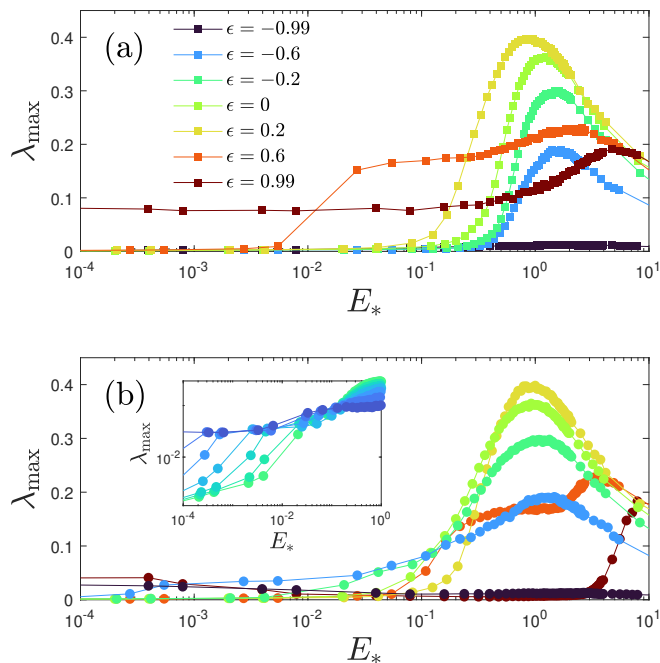 (a)
ϵ = −0.99
ϵ = −0.6
ϵ = −0.2
ϵ = 0
ϵ = 0.2
ϵ = 0.6
ϵ = 0.99
λmax
0.4
0.3
0.2
0.1
0
10⁻⁴ 10⁻³ 10⁻² 10⁻¹ 10⁰ 10¹
E∗
(b)
λmax
0.4
0.3
0.2
0.1
0
λmax
10⁻²
10⁻⁴ 10⁻² 10⁰
E∗
10⁻⁴ 10⁻³ 10⁻² 10⁻¹ 10⁰ 10¹
E∗